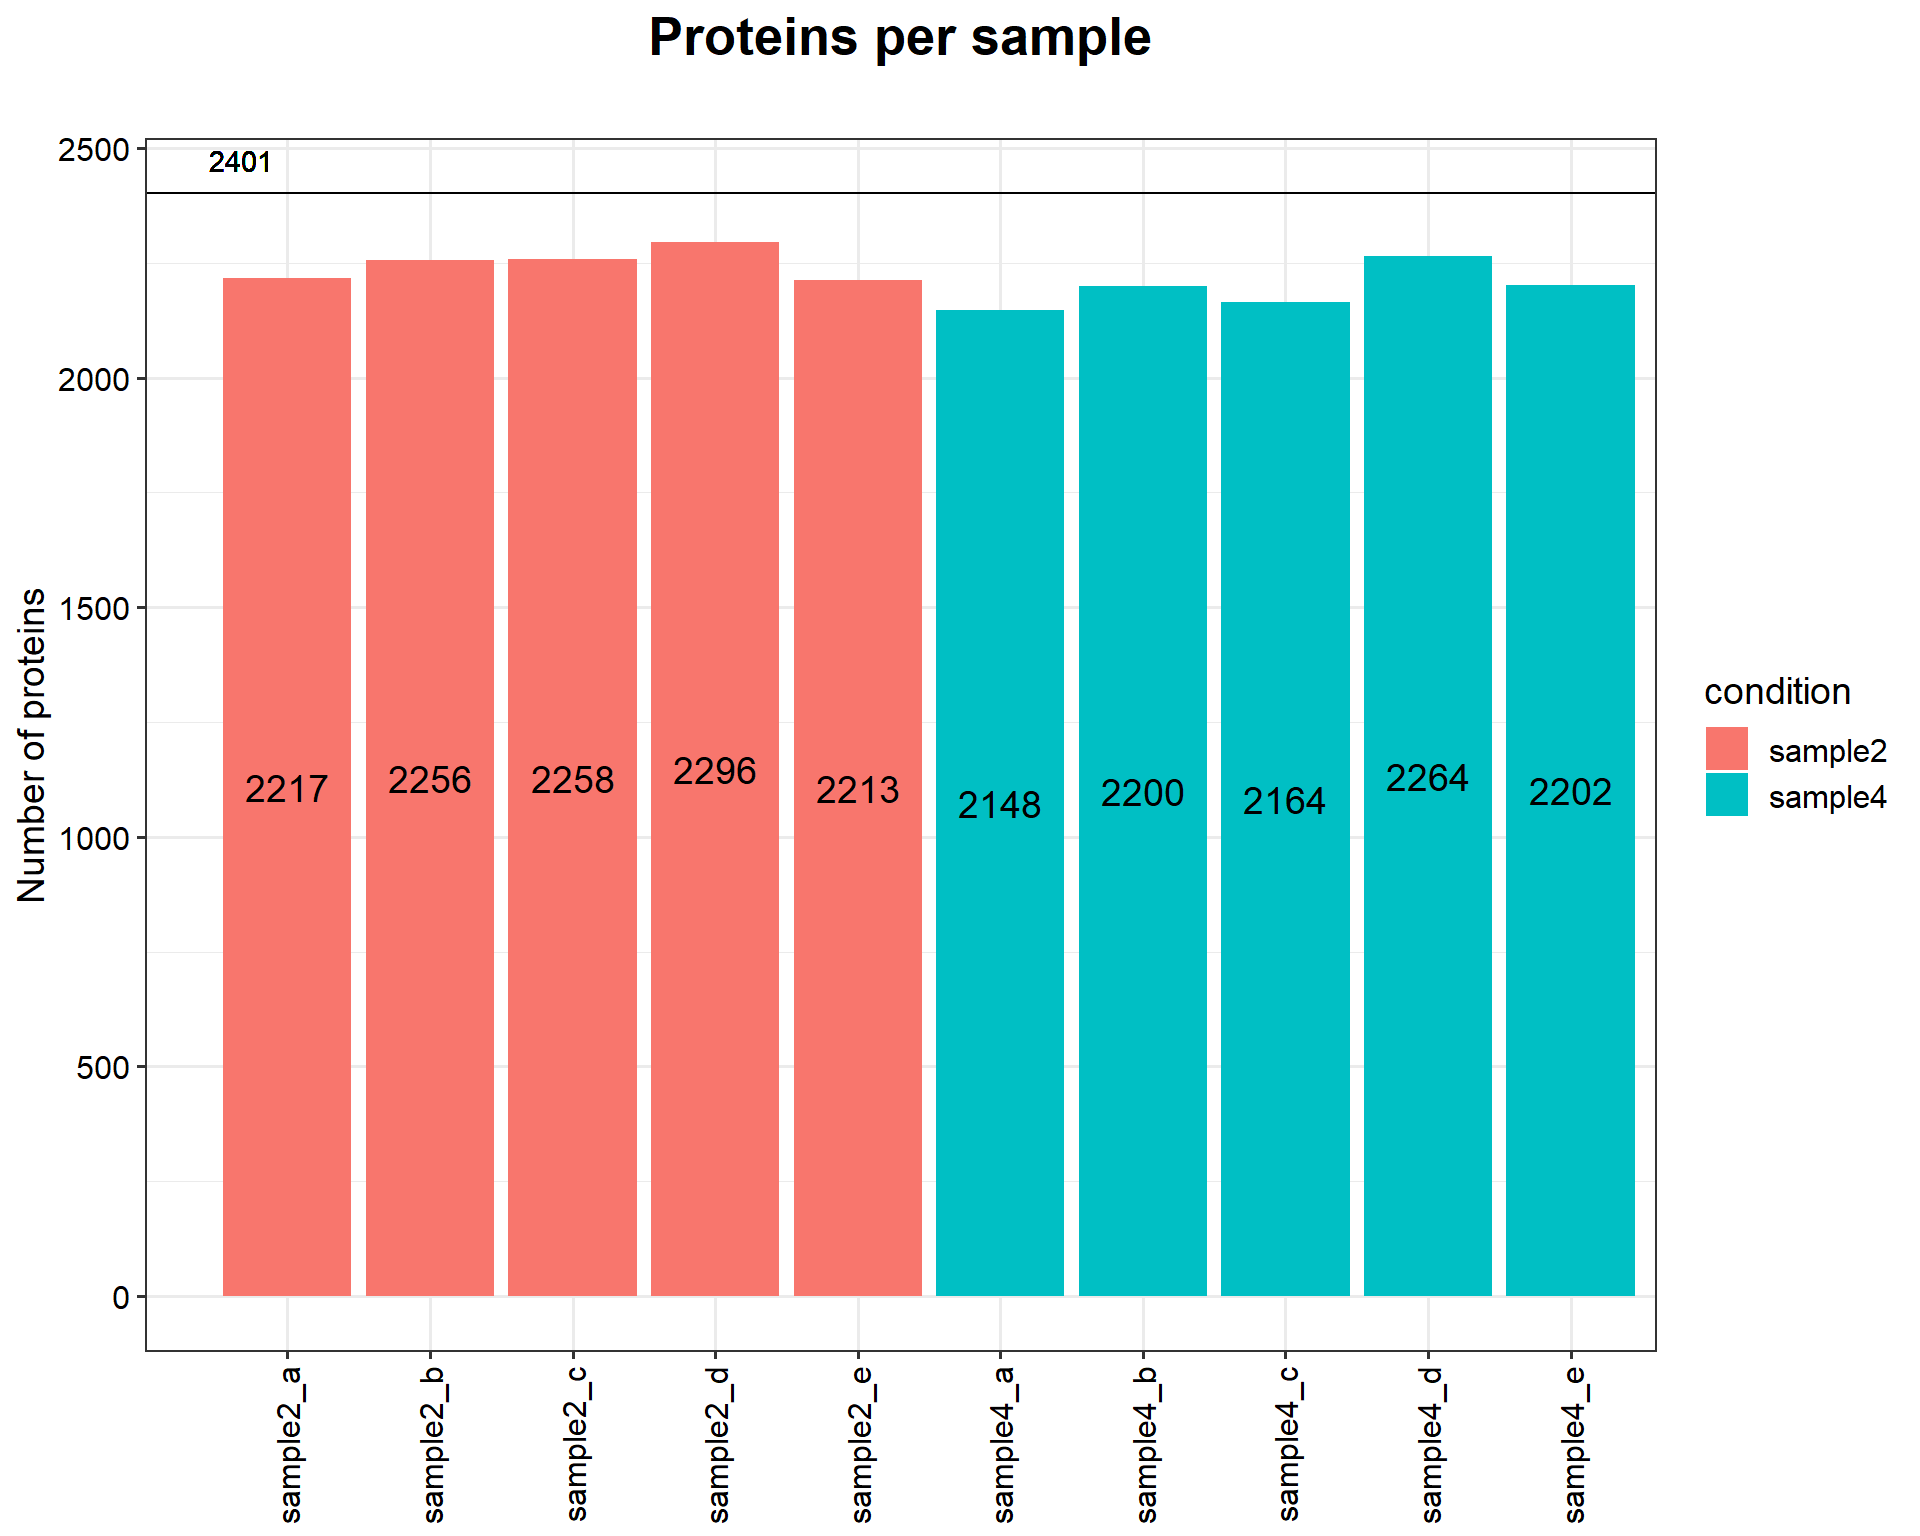 Proteins per sample
Number of proteins
2500
2000
1500
1000
500
0
2401
2217
2256
2258
2296
2213
2148
2200
2164
2264
2202
sample2_a
sample2_b
sample2_c
sample2_d
sample2_e
sample4_a
sample4_b
sample4_c
sample4_d
sample4_e
condition
sample2
sample4